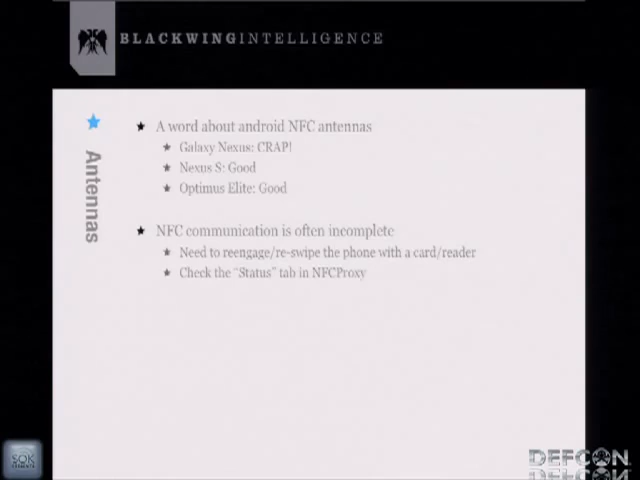 BLACKWINGINTELLIGENCE
Antennas
A word about android NFC antennas
Galaxy Nexus: CRAP!
Nexus S: Good
Optimus Elite: Good
NFC communication is often incomplete
Need to reengage/re-swipe the phone with a card/reader
Check the “Status” tab in NFCProxy
SOK
DEFCON